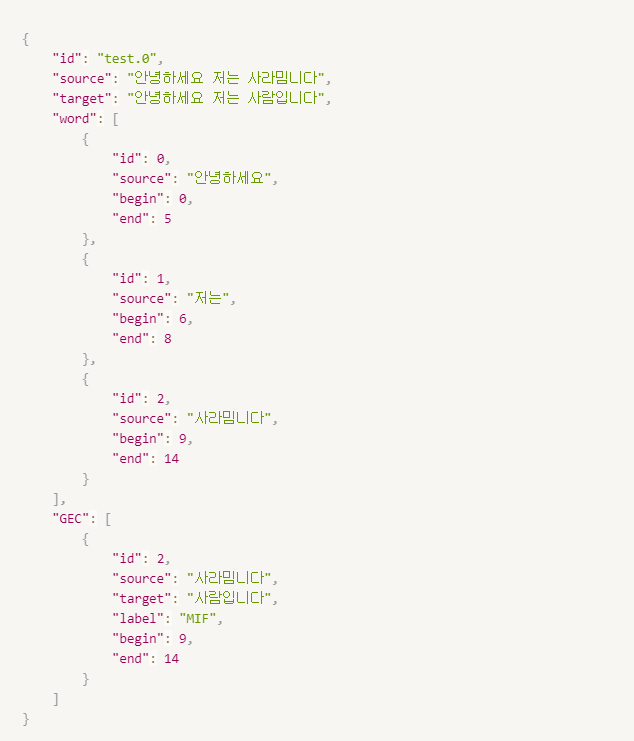 {
    "id": "test.0",
    "source": "안녕하세요 저는 사라밈니다",
    "target": "안녕하세요 저는 사람입니다",
    "word": [
        {
            "id": 0,
            "source": "안녕하세요",
            "begin": 0,
            "end": 5
        },
        {
            "id": 1,
            "source": "저는",
            "begin": 6,
            "end": 8
        },
        {
            "id": 2,
            "source": "사라밈니다",
            "begin": 9,
            "end": 14
        }
    ],
    "GEC": [
        {
            "id": 2,
            "source": "사라밈니다",
            "target": "사람입니다",
            "label": "MIF",
            "begin": 9,
            "end": 14
        }
    ]
}